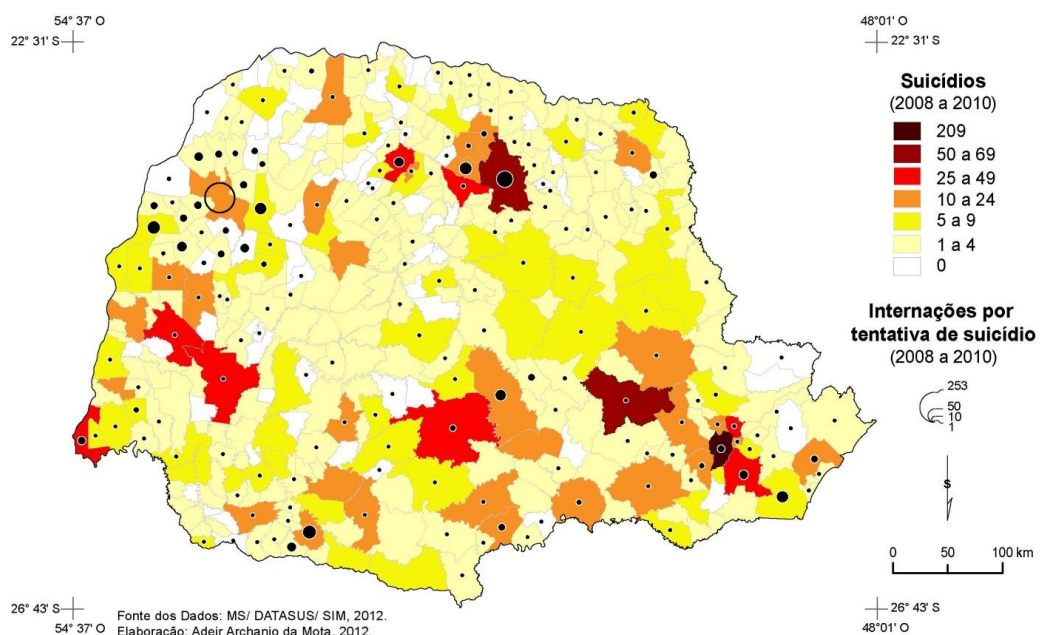 54° 37' O
22° 31' S
48° 01' O
22° 31' S
Suicídios
(2008 a 2010)
209
50 a 69
25 a 49
10 a 24
5 a 9
1 a 4
0
Internações por
tentativa de suicídio
(2008 a 2010)
253
50
10
1
S
0 50 100 km
26° 43' S
54° 37' O
Fonte dos Dados: MS/ DATASUS/ SIM, 2012.
Elaboração: Adeir Archanjo da Mota, 2012.
26° 43' S
48° 01' O